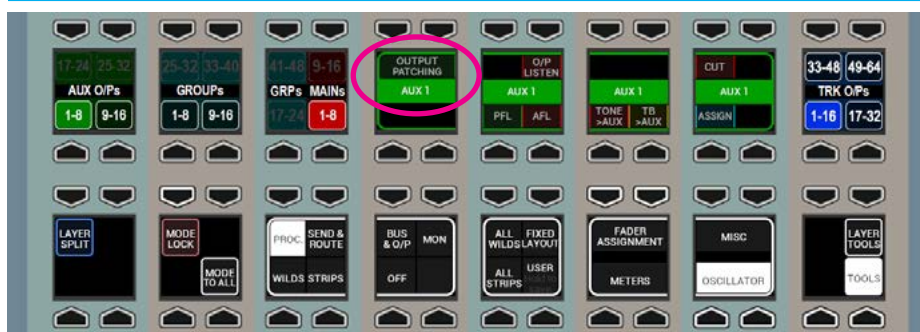 17-24 25-32
AUX O/Ps
1-8 9-16
25-32 33-40
GROUPs
1-8 9-16
41-48 9-16
GRPs MAINs
17-24 1-8
OUTPUT
PATCHING
AUX 1
O/P
LISTEN
AUX 1
PFL AFL
AUX 1
TONE
>AUX
TB
>AUX
CUT
AUX 1
ASSIGN
33-48 49-64
TRK O/Ps
1-16 17-32
LAYER
SPLIT
MODE
LOCK
MODE
TO ALL
PROC. SEND &
ROUTE
WILDS STRIPS
BUS
& O/P
MON
OFF
ALL
WILDS
FIXED
LAYOUT
ALL
STRIPS
USER
FADER
ASSIGNMENT
METERS
MISC
OSCILLATOR
LAYER
TOOLS
TOOLS